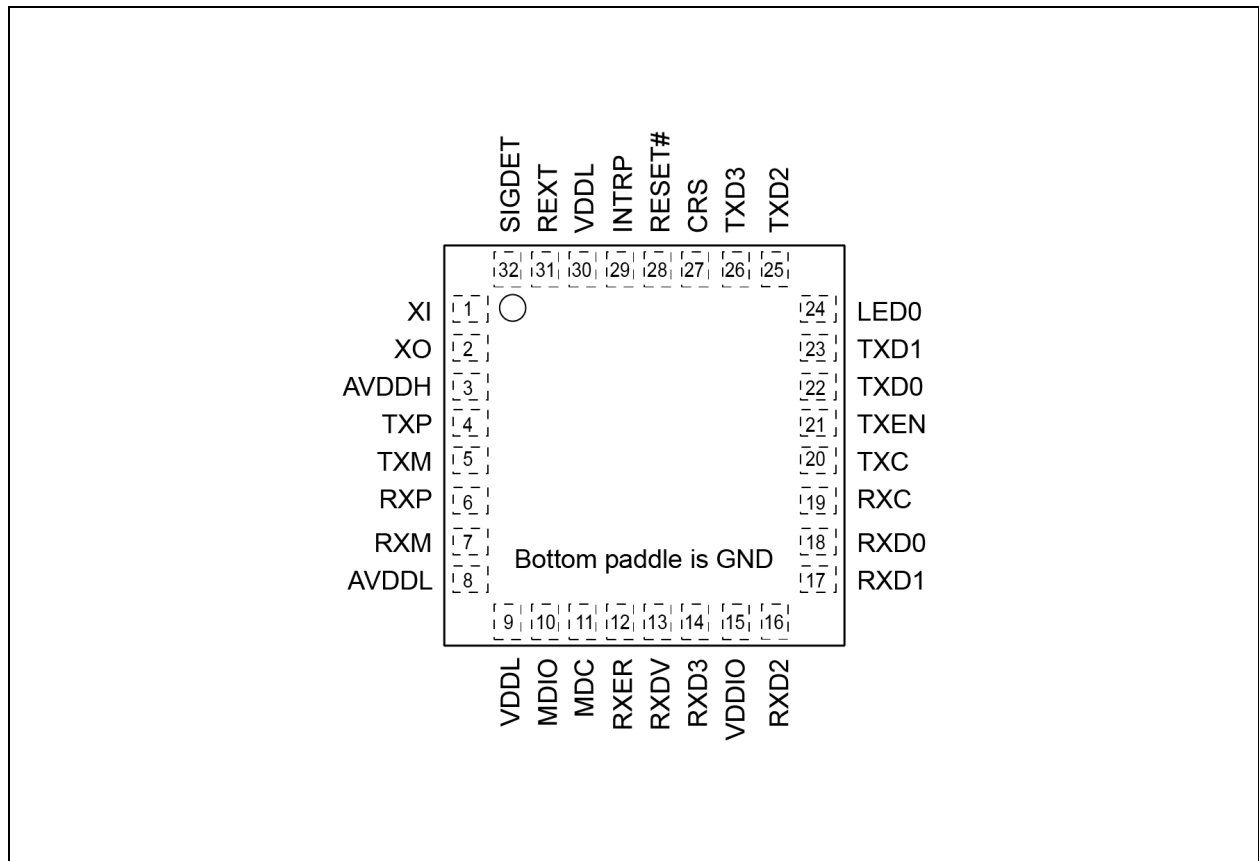 SIGDET
REXT
VDDL
INTRP
RESET#
CRS
TXD3
TXD2
32 31 30 29 28 27 26 25
XI 1 24 LED0
XO 2 23 TXD1
AVDDH 3 22 TXD0
TXP 4 21 TXEN
TXM 5 20 TXC
RXP 6 19 RXC
RXM 7 18 RXD0
Bottom paddle is GND
AVDDL 8 17 RXD1
9 10 11 12 13 14 15 16
VDDL
MDIO
MDC
RXER
RXDV
RXD3
VDDIO
RXD2